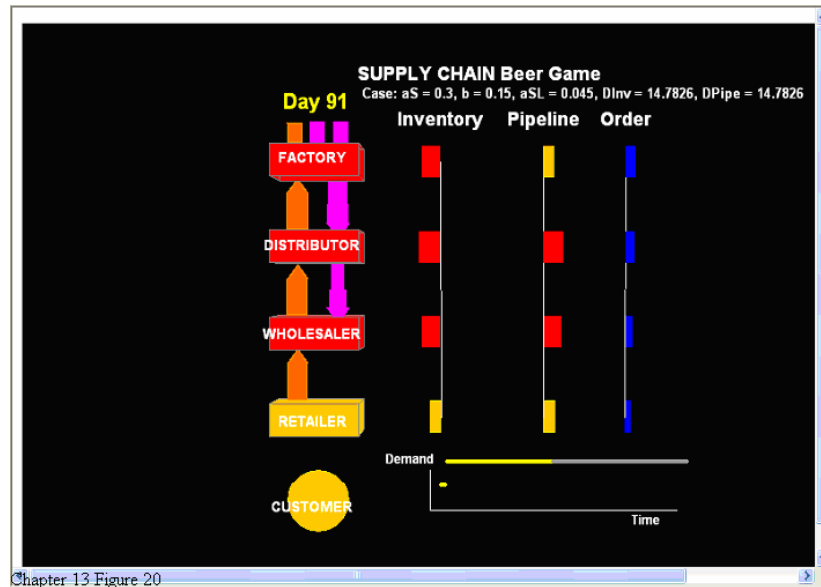 SUPPLY CHAIN Beer Game
Case: aS = 0.3, b = 0.15, aSL = 0.045, DInv = 14.7826, DPipe = 14.7826
Day 91
Inventory Pipeline Order
FACTORY
DISTRIBUTOR
WHOLESALER
RETAILER
Demand
CUSTOMER
Time
Chapter 13 Figure 20